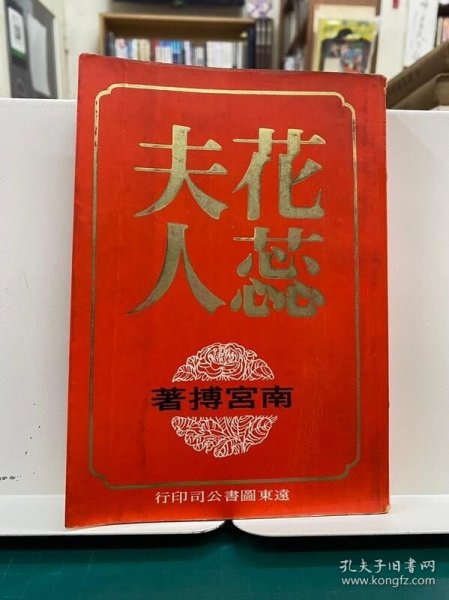 花蕊
夫人
南宮搏著
遠東圖書公司印行
孔夫子旧书网
www.kongfz.com